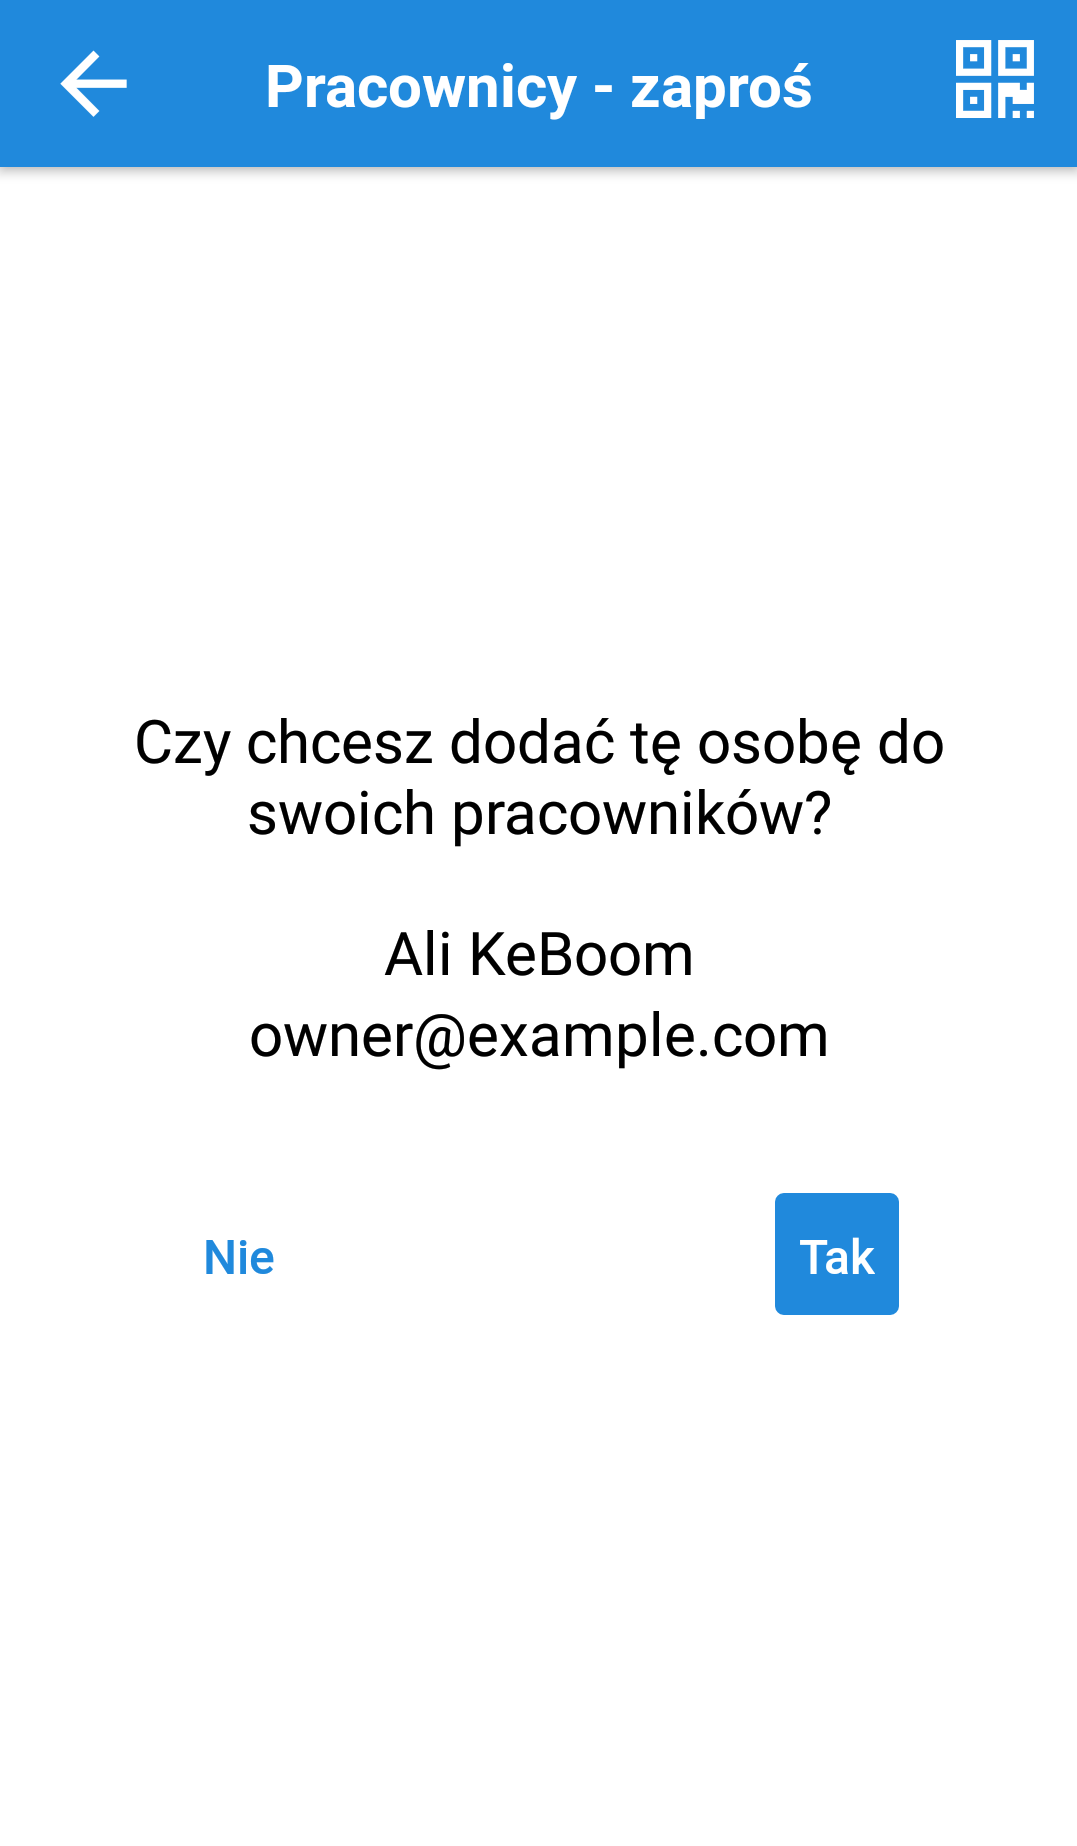 Pracownicy - zaproś
Czy chcesz dodać tę osobę do
swoich pracowników?
Ali KeBoom
owner@example.com
Nie
Tak